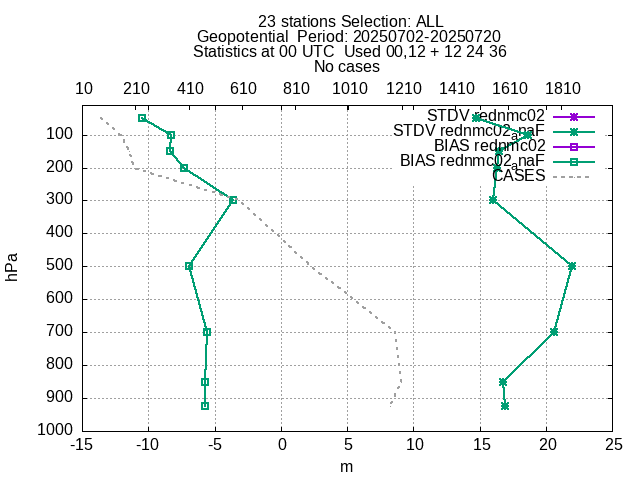 23 stations Selection: ALL
Geopotential  Period: 20250702-20250720
Statistics at 00 UTC  Used 00,12 + 12 24 36
No cases
10 210 410 610 810 1010 1210 1410 1610 1810
STDV rednmc02
STDV rednmc02anaF
BIAS rednmc02
BIAS rednmc02anaF
CASES
100
200
300
400
500
600
700
800
900
1000
hPa
-15 -10 -5 0 5 10 15 20 25
m